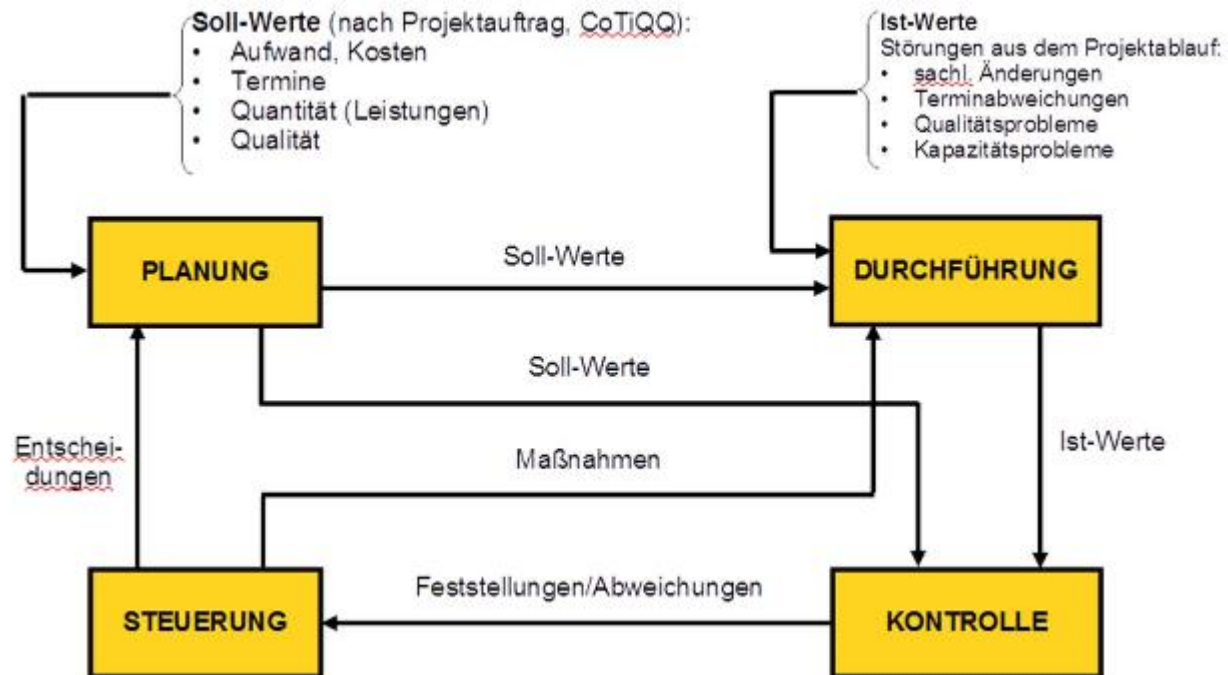 Soll-Werte (nach Projektauftrag, CoTiQQ):
• Aufwand, Kosten
• Termine
• Quantität (Leistungen)
• Qualität
Ist-Werte
Störungen aus dem Projektablauf:
• sachl. Änderungen
• Terminabweichungen
• Qualitätsprobleme
• Kapazitätsprobleme
PLANUNG
Soll-Werte
DURCHFÜHRUNG
Soll-Werte
Entschei-
dungen
Maßnahmen
Ist-Werte
STEUERUNG
Feststellungen/Abweichungen
KONTROLLE